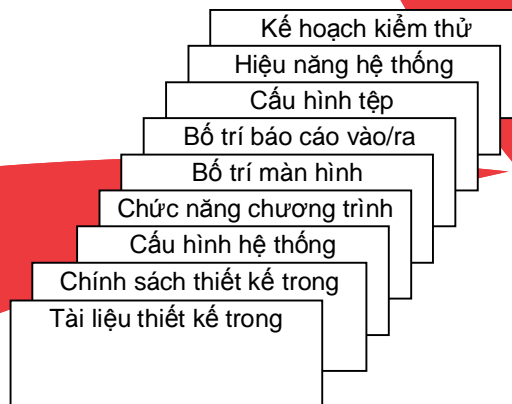 Kế hoạch kiểm thử
Hiệu năng hệ thống
Cấu hình tệp
Bố trí báo cáo vào/ra
Bố trí màn hình
Chức năng chương trình
Cấu hình hệ thống
Chính sách thiết kế trong
Tài liệu thiết kế trong